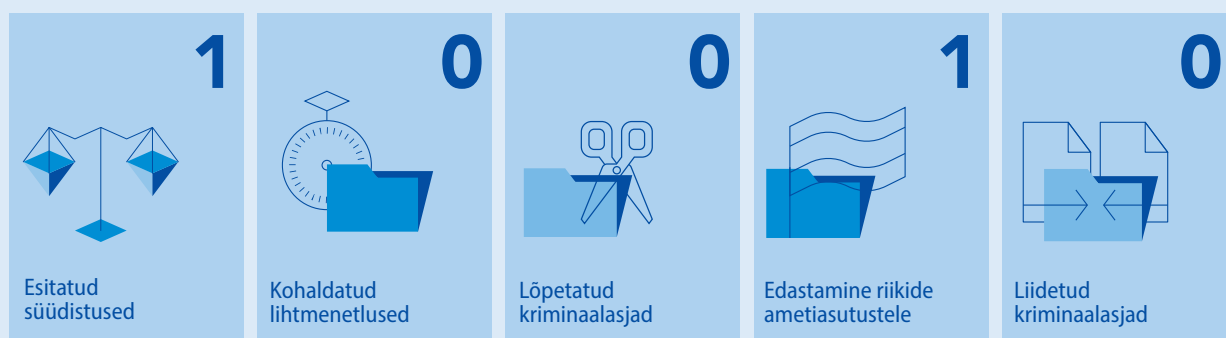 1
Esitatud
süüdistused
0
Kohaldatud
lihtmenetlused
0
Lõpetatud
kriminaalasjad
1
Edastamine riikide
ametiasutustele
0
Liidetud
kriminaalasjad